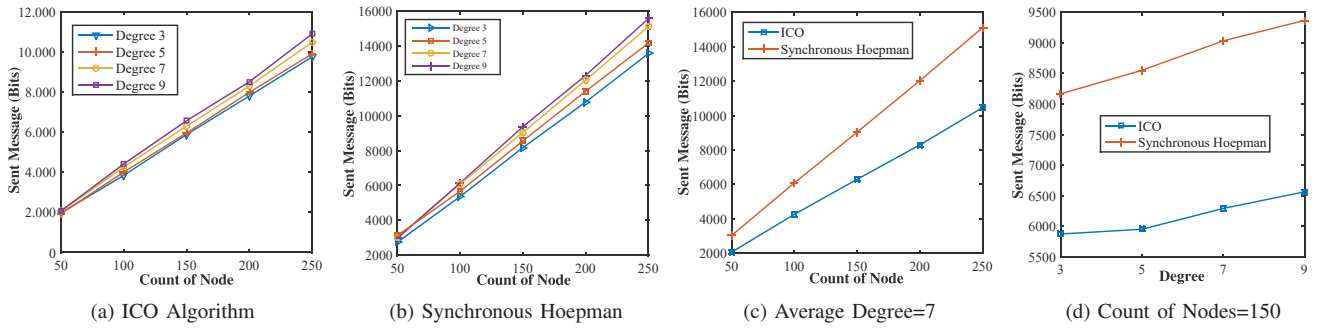 12.000
10.000
8.000
6.000
4.000
2.000
0
Sent Message (Bits)
Degree 3
Degree 5
Degree 7
Degree 9
50 100 150 200 250
Count of Node
(a) ICO Algorithm
16000
14000
12000
10000
8000
6000
4000
2000
Sent Message (Bits)
Degree 3
Degree 5
Degree 7
Degree 9
50 100 150 200 250
Count of Node
(b) Synchronous Hoepman
16000
14000
12000
10000
8000
6000
4000
2000
Sent Message (Bits)
ICO
Synchronous Hoepman
50 100 150 200 250
Count of Node
(c) Average Degree=7
9500
9000
8500
8000
7500
7000
6500
6000
5500
Sent Message (Bits)
ICO
Synchronous Hoepman
3 5 7 9
Degree
(d) Count of Nodes=150